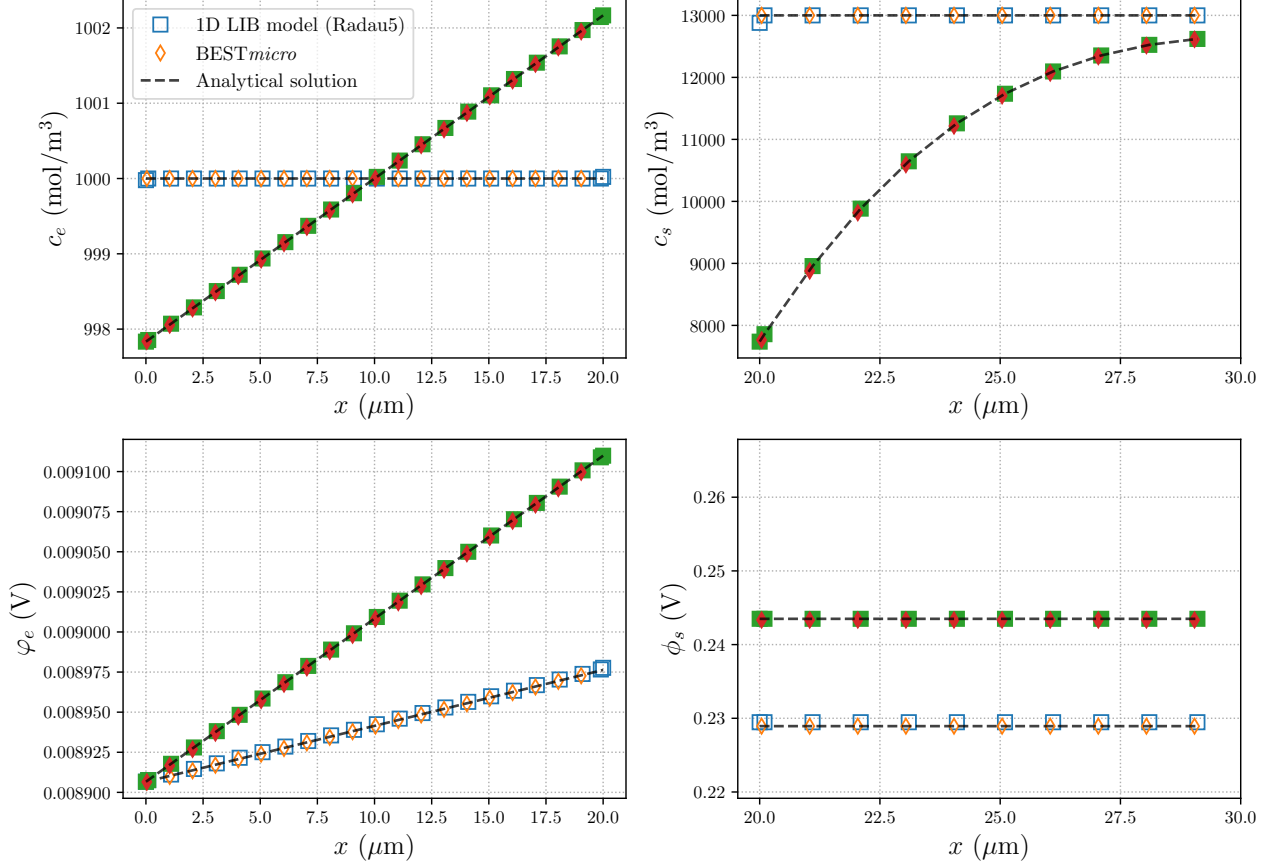 1D LIB model (Radau5)
BESTmicro
Analytical solution
1002
1001
1000
999
998
c_e (mol/m³)
0.0 2.5 5.0 7.5 10.0 12.5 15.0 17.5 20.0
x (μm)
13000
12000
11000
10000
9000
8000
c_s (mol/m³)
20.0 22.5 25.0 27.5 30.0
x (μm)
0.009100
0.009075
0.009050
0.009025
0.009000
0.008975
0.008950
0.008925
0.008900
φ_e (V)
0.0 2.5 5.0 7.5 10.0 12.5 15.0 17.5 20.0
x (μm)
0.26
0.25
0.24
0.23
0.22
ϕ_s (V)
20.0 22.5 25.0 27.5 30.0
x (μm)